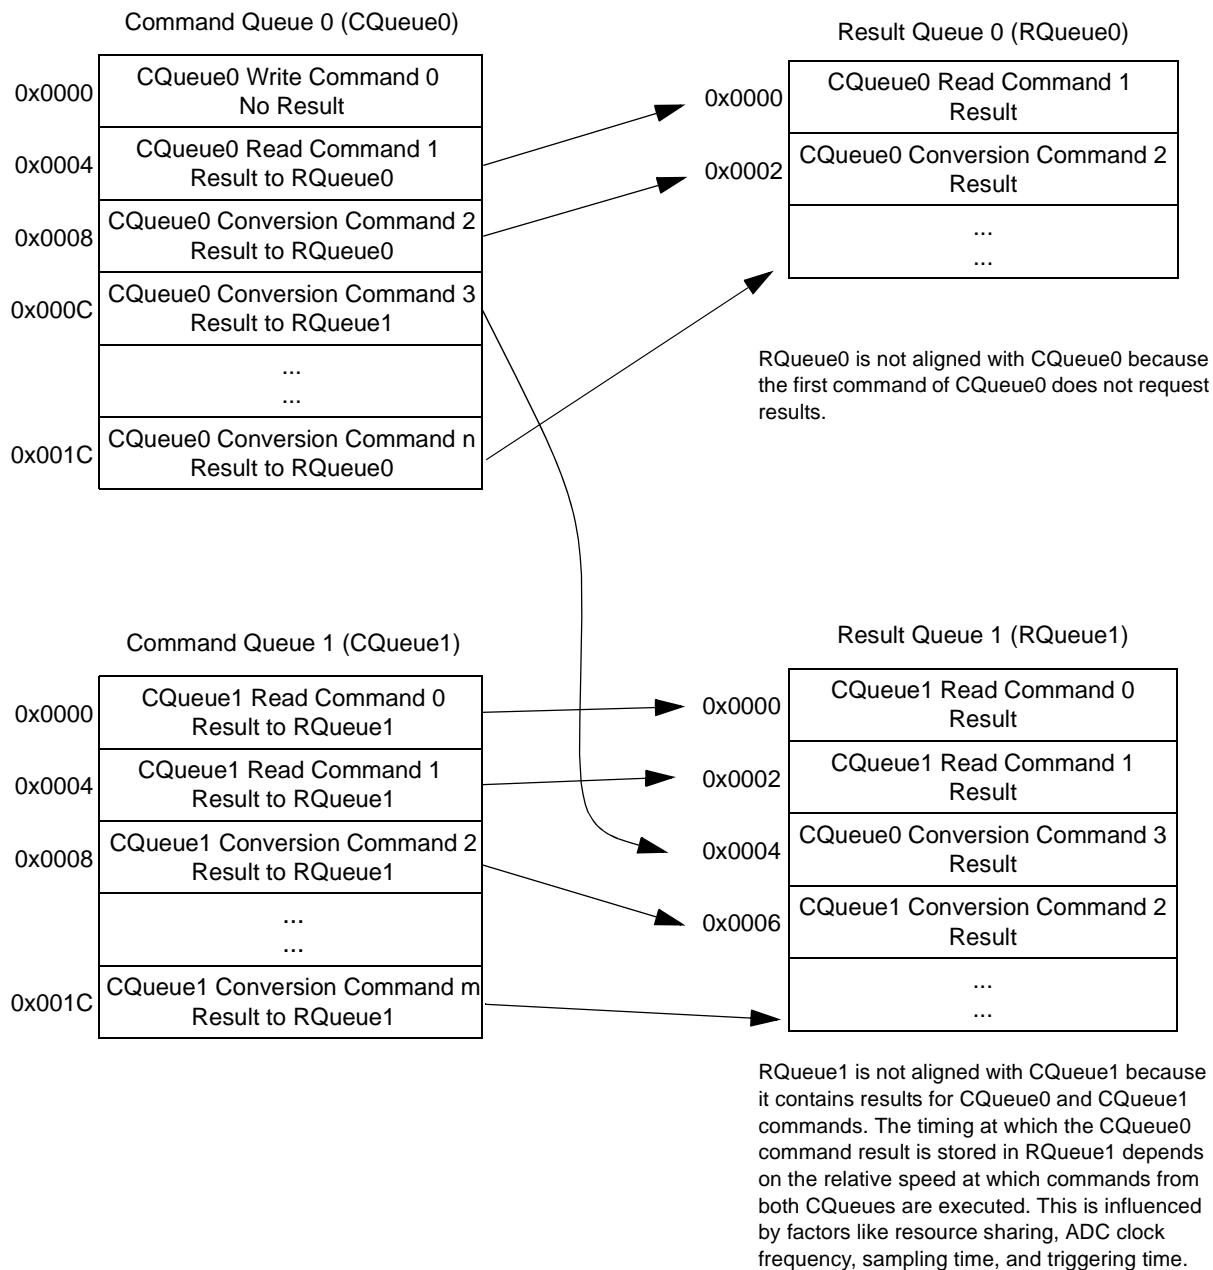 Command Queue 0 (CQueue0)
0x0000
CQueue0 Write Command 0
No Result
0x0004
CQueue0 Read Command 1
Result to RQueue0
0x0008
CQueue0 Conversion Command 2
Result to RQueue0
0x000C
CQueue0 Conversion Command 3
Result to RQueue1
...
...
0x001C
CQueue0 Conversion Command n
Result to RQueue0
Result Queue 0 (RQueue0)
0x0000
CQueue0 Read Command 1
Result
0x0002
CQueue0 Conversion Command 2
Result
...
...
RQueue0 is not aligned with CQueue0 because
the first command of CQueue0 does not request
results.
Command Queue 1 (CQueue1)
0x0000
CQueue1 Read Command 0
Result to RQueue1
0x0004
CQueue1 Read Command 1
Result to RQueue1
0x0008
CQueue1 Conversion Command 2
Result to RQueue1
...
...
0x001C
CQueue1 Conversion Command m
Result to RQueue1
Result Queue 1 (RQueue1)
0x0000
CQueue1 Read Command 0
Result
0x0002
CQueue1 Read Command 1
Result
0x0004
CQueue0 Conversion Command 3
Result
0x0006
CQueue1 Conversion Command 2
Result
...
...
RQueue1 is not aligned with CQueue1 because
it contains results for CQueue0 and CQueue1
commands. The timing at which the CQueue0
command result is stored in RQueue1 depends
on the relative speed at which commands from
both CQueues are executed. This is influenced
by factors like resource sharing, ADC clock
frequency, sampling time, and triggering time.